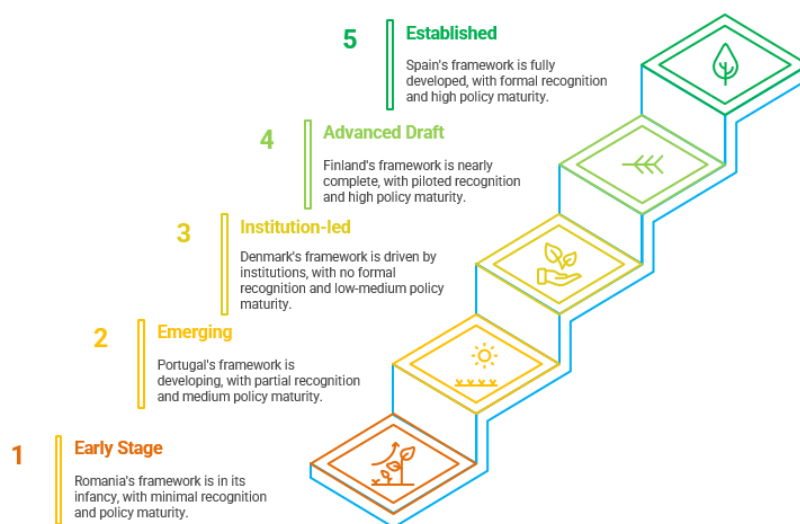 5
Established
Spain's framework is fully
developed, with formal recognition
and high policy maturity.
4
Advanced Draft
Finland's framework is nearly
complete, with piloted recognition
and high policy maturity.
3
Institution-led
Denmark's framework is driven by
institutions, with no formal
recognition and low-medium policy
maturity.
2
Emerging
Portugal's framework is
developing, with partial recognition
and medium policy maturity.
1
Early Stage
Romania's framework is in its
infancy, with minimal recognition
and policy maturity.